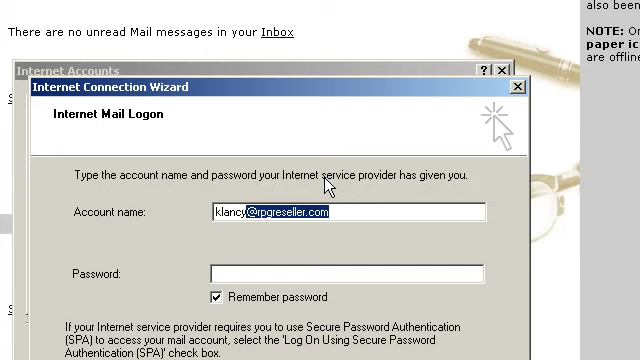 also been
There are no unread Mail messages in your Inbox
NOTE: On
paper ic
are offline
Internet Accounts
Internet Connection Wizard
Internet Mail Logon
Type the account name and password your Internet service provider has given you.
Account name:
klancy@rpgreseller.com
Password:
Remember password
If your Internet service provider requires you to use Secure Password Authentication
(SPA) to access your mail account, select the 'Log On Using Secure Password
Authentication (SPA)' check box.